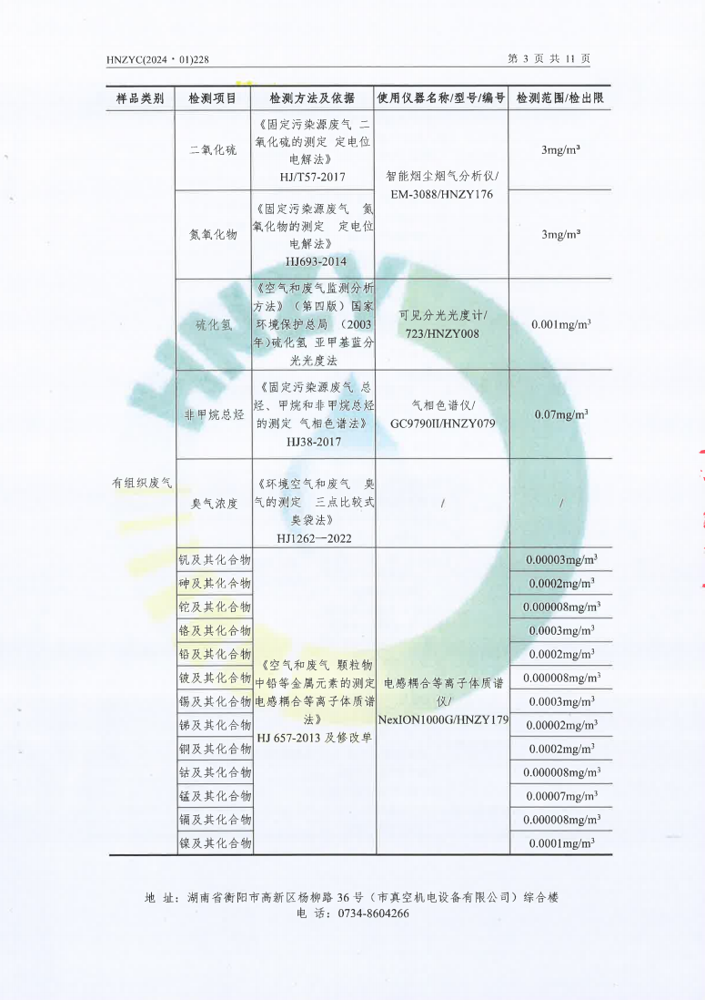 HNZYC(2024·01)228 第 3 页 共 11 页
样品类别 检测项目 检测方法及依据 使用仪器名称/型号/编号 检测范围/检出限
有组织废气
二氧化硫
《固定污染源废气 二
氧化硫的测定 定电位
电解法》
HJ/T57-2017
智能烟尘烟气分析仪/
EM-3088/HNZY176
3mg/m³
氮氧化物
《固定污染源废气 氮
氧化物的测定 定电位
电解法》
HJ693-2014
3mg/m³
硫化氢
《空气和废气监测分析
方法》（第四版）国家
环境保护总局 （2003
年)硫化氢 亚甲基蓝分
光光度法
可见分光光度计/
723/HNZY008
0.001mg/m³
非甲烷总烃
《固定污染源废气 总
烃、甲烷和非甲烷总烃
的测定 气相色谱法》
HJ38-2017
气相色谱仪/
GC9790II/HNZY079
0.07mg/m³
臭气浓度
《环境空气和废气 臭
气的测定 三点比较式
臭袋法》
HJ1262—2022
/
/
钒及其化合物 0.00003mg/m³
砷及其化合物 0.0002mg/m³
铊及其化合物 0.000008mg/m³
铬及其化合物 0.0003mg/m³
铅及其化合物 0.0002mg/m³
铍及其化合物 0.000008mg/m³
锡及其化合物 0.0003mg/m³
锑及其化合物 0.00002mg/m³
铜及其化合物 0.0002mg/m³
钴及其化合物 0.000008mg/m³
锰及其化合物 0.00007mg/m³
镉及其化合物 0.000008mg/m³
镍及其化合物 0.0001mg/m³
《空气和废气 颗粒物
中铅等金属元素的测定
电感耦合等离子体质谱
法》
HJ 657-2013 及修改单
电感耦合等离子体质谱
仪/
NexION1000G/HNZY179
HNZY
地 址：湖南省衡阳市高新区杨柳路 36 号（市真空机电设备有限公司）综合楼
电 话：0734-8604266